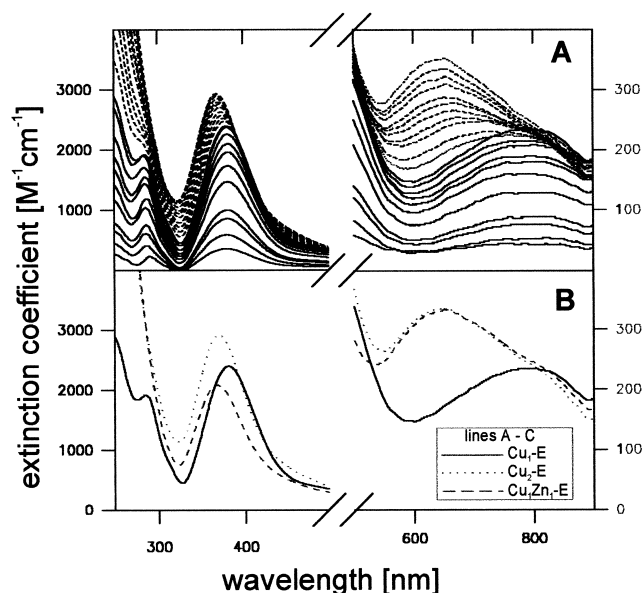 A
3000
2000
1000
300
200
100
extinction coefficient [M⁻¹cm⁻¹]
B
3000
2000
1000
0
300
200
100
0
lines A - C
Cu₁-E
Cu₂-E
Cu₁Zn₁-E
300
400
600
800
wavelength [nm]